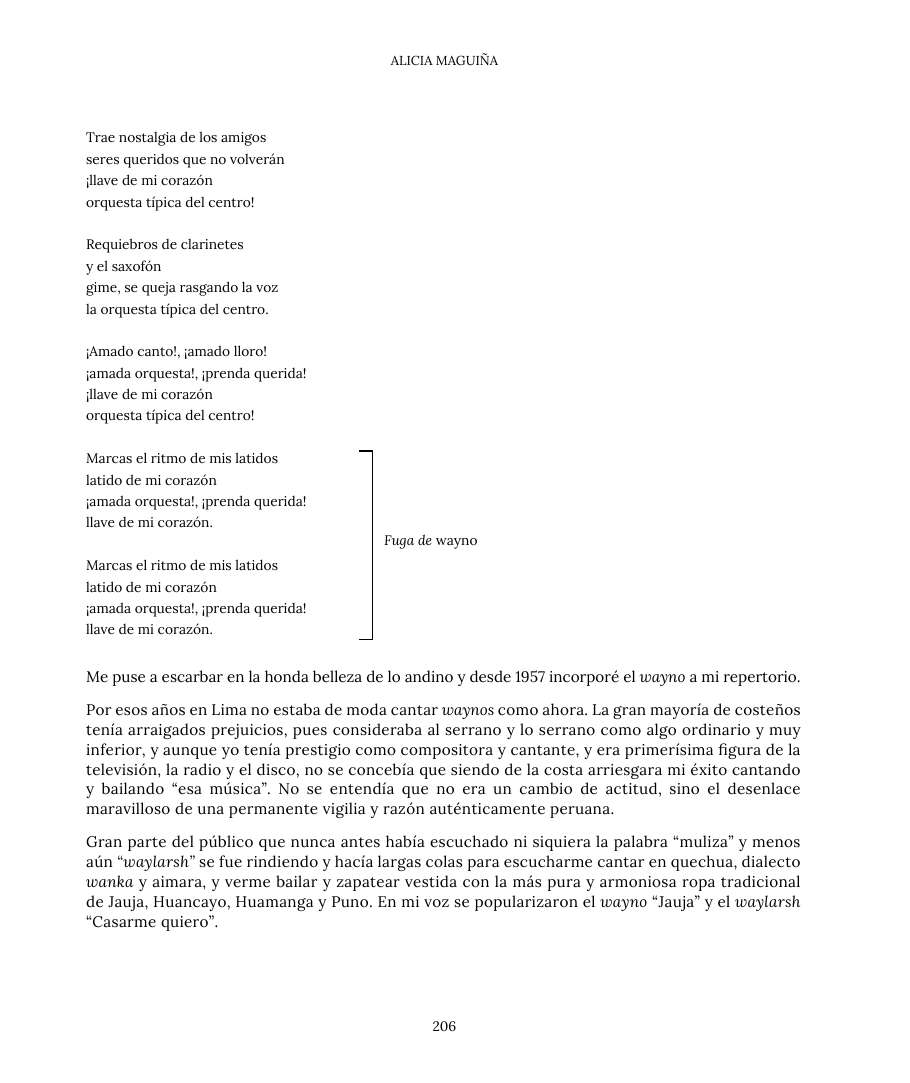 ALICIA MAGUIÑA
Trae nostalgia de los amigos
seres queridos que no volverán
¡llave de mi corazón
orquesta típica del centro!
Requiebros de clarinetes
y el saxofón
gime, se queja rasgando la voz
la orquesta típica del centro.
¡Amado canto!, ¡amado lloro!
¡amada orquesta!, ¡prenda querida!
¡llave de mi corazón
orquesta típica del centro!
Marcas el ritmo de mis latidos
latido de mi corazón
¡amada orquesta!, ¡prenda querida!
llave de mi corazón.
Fuga de wayno
Marcas el ritmo de mis latidos
latido de mi corazón
¡amada orquesta!, ¡prenda querida!
llave de mi corazón.
Me puse a escarbar en la honda belleza de lo andino y desde 1957 incorporé el wayno a mi repertorio.
Por esos años en Lima no estaba de moda cantar waynos como ahora. La gran mayoría de costeños
tenía arraigados prejuicios, pues consideraba al serrano y lo serrano como algo ordinario y muy
inferior, y aunque yo tenía prestigio como compositora y cantante, y era primerísima figura de la
televisión, la radio y el disco, no se concebía que siendo de la costa arriesgara mi éxito cantando
y bailando “esa música”. No se entendía que no era un cambio de actitud, sino el desenlace
maravilloso de una permanente vigilia y razón auténticamente peruana.
Gran parte del público que nunca antes había escuchado ni siquiera la palabra “muliza” y menos
aún “waylarsh” se fue rindiendo y hacía largas colas para escucharme cantar en quechua, dialecto
wanka y aimara, y verme bailar y zapatear vestida con la más pura y armoniosa ropa tradicional
de Jauja, Huancayo, Huamanga y Puno. En mi voz se popularizaron el wayno “Jauja” y el waylarsh
“Casarme quiero”.
206